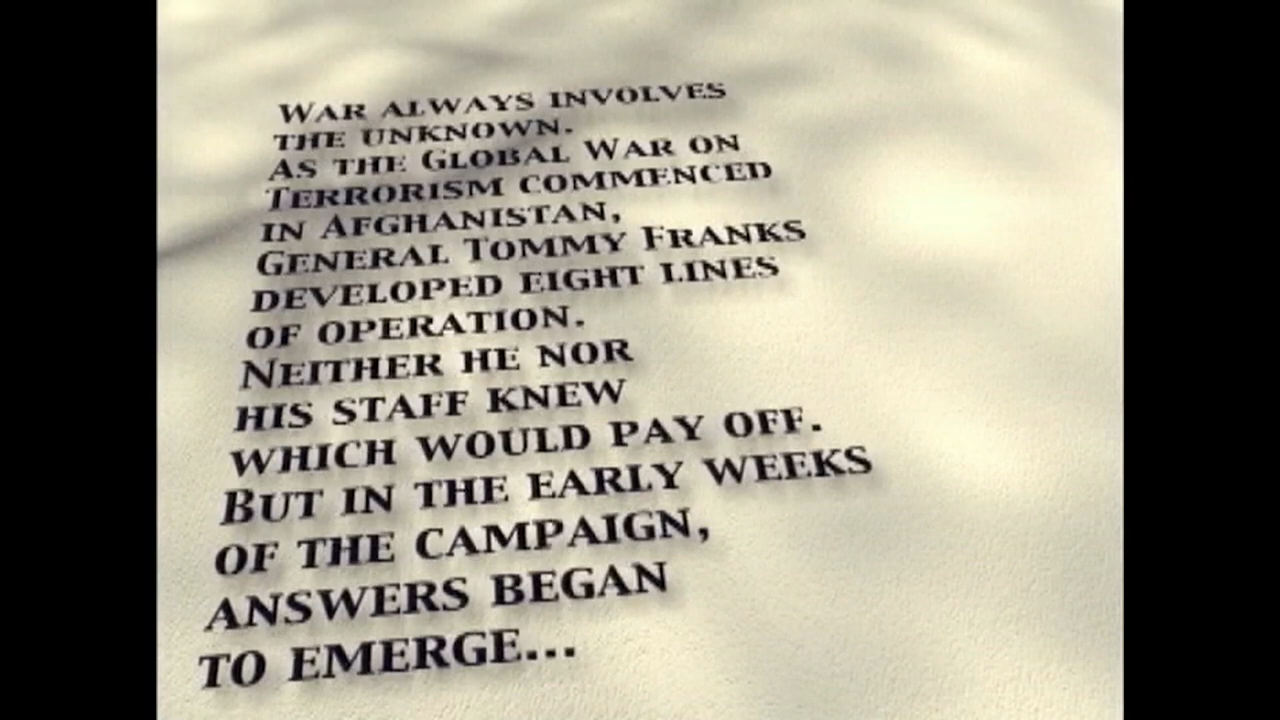 War always involves
the unknown.
As the Global War on
Terrorism commenced
in Afghanistan,
General Tommy Franks
developed eight lines
of operation.
Neither he nor
his staff knew
which would pay off.
But in the early weeks
of the campaign,
answers began
to emerge...